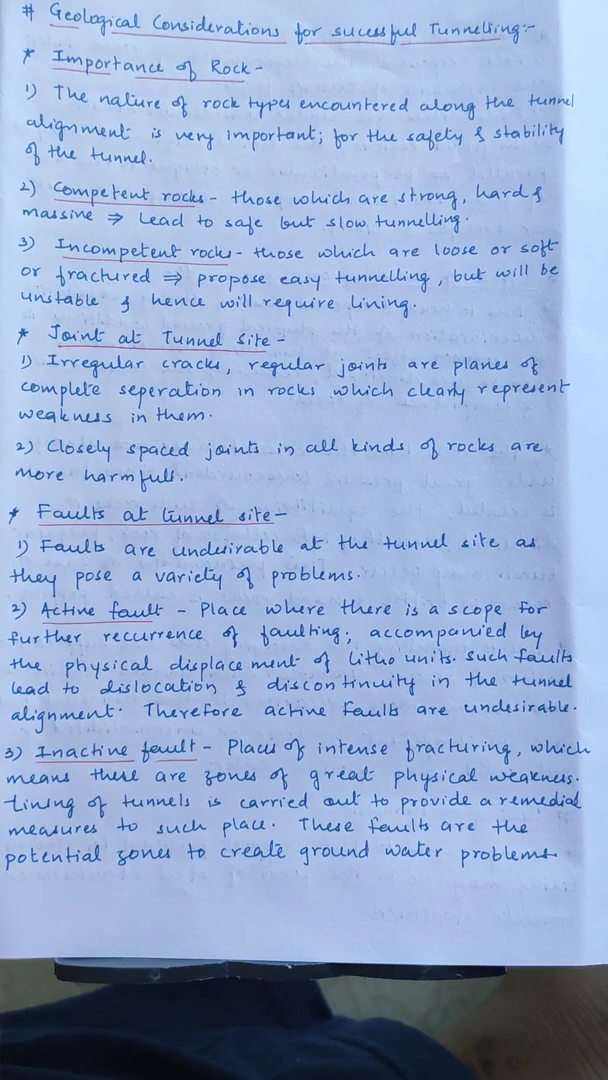 # Geological Considerations for sucessful Tunnelling:-
* Importance of Rock -
1) The nature of rock types encountered along the tunnel
alignment is very important; for the safety & stability
of the tunnel.
2) Competent rocks - those which are strong, hard &
massive ⇒ Lead to safe but slow tunnelling.
3) Incompetent rocks - those which are loose or soft
or fractured ⇒ propose easy tunnelling, but will be
unstable & hence will require lining.
* Joint at Tunnel Site -
1) Irregular cracks, regular joints are planes of
complete seperation in rocks which clearly represent
weakness in them.
2) Closely spaced joints in all kinds of rocks are
more harmfull.
* Faults at tunnel site -
1) Faults are undesirable at the tunnel site as
they pose a variety of problems.
2) Active fault - Place where there is a scope for
further recurrence of faulting; accompanied by
the physical displacement of Litho units. such faults
lead to dislocation & discontinuity in the tunnel
alignment. Therefore active faults are undesirable.
3) Inactive fault - Places of intense fracturing, which
means these are zones of great physical weakness.
Lining of tunnels is carried out to provide a remedial
measures to such place. These faults are the
potential zones to create ground water problems.